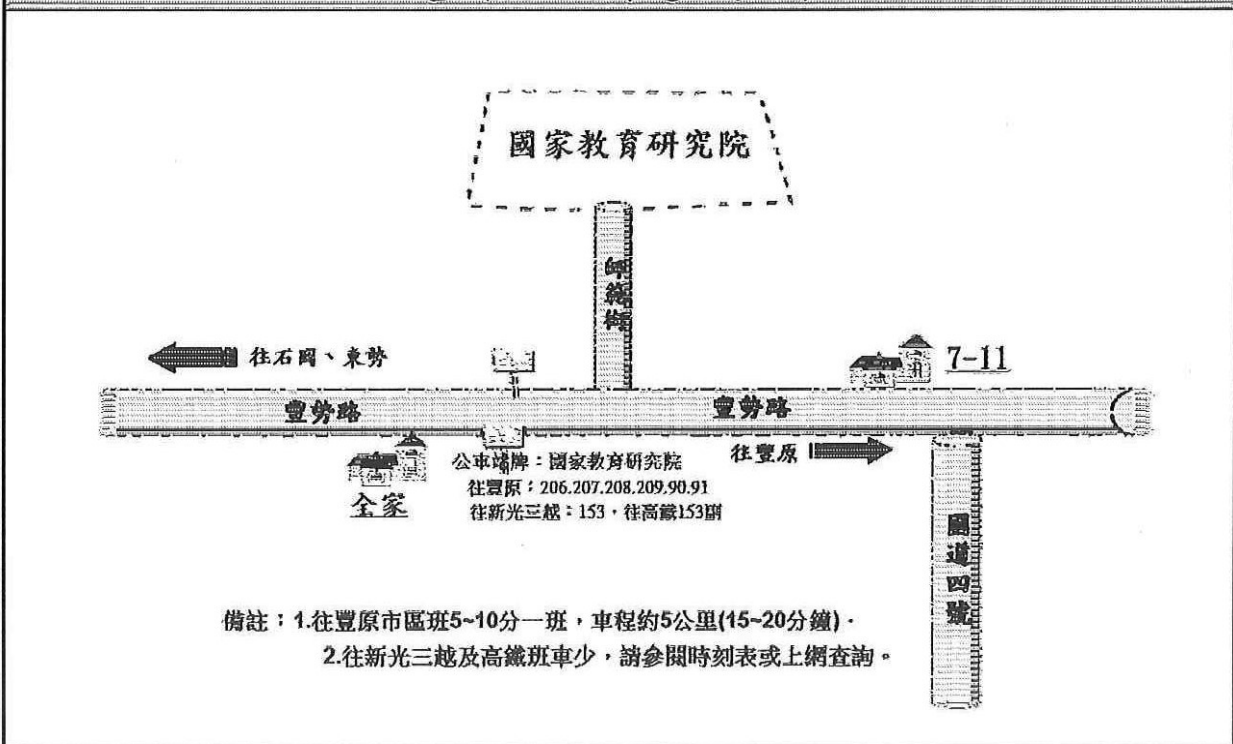 國家教育研究院
師範街
往石岡、東勢
7-11
豐勢路
豐勢路
往豐原
公車站牌：國家教育研究院
往豐原：206.207.208.209.90.91
往新光三越：153，往高鐵153副
全家
國道四號
備註：1.往豐原市區班5~10分一班，車程約5公里(15~20分鐘)。
2.往新光三越及高鐵班車少，請參閱時刻表或上網查詢。